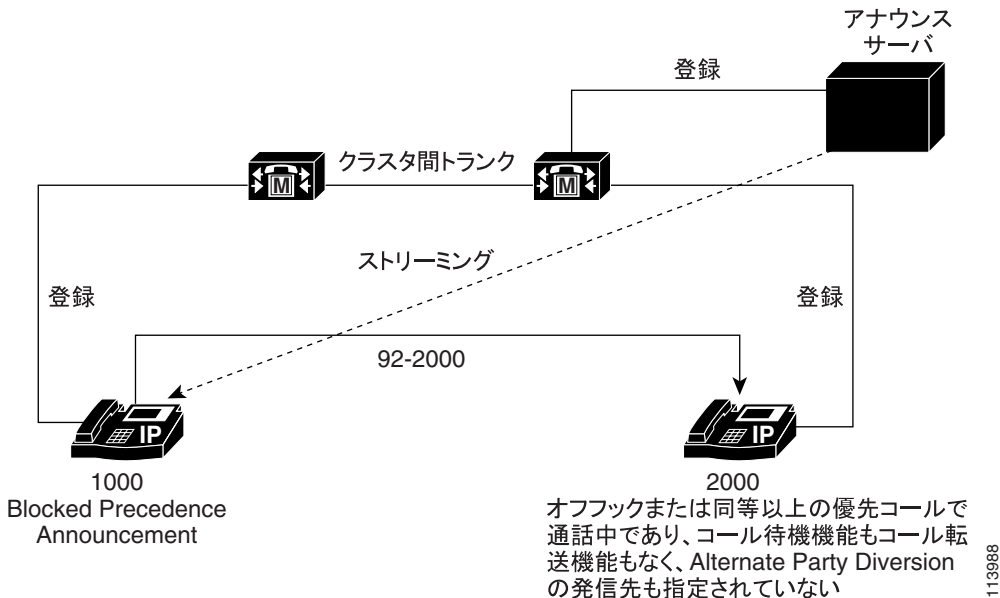 アナウンス
サーバ
登録
クラスタ間トランク
M
M
ストリーミング
登録
登録
92-2000
IP
IP
1000
Blocked Precedence
Announcement
2000
オフフックまたは同等以上の優先コールで
通話中であり、コール待機機能もコール転
送機能もなく、Alternate Party Diversion
の発信先も指定されていない
113988